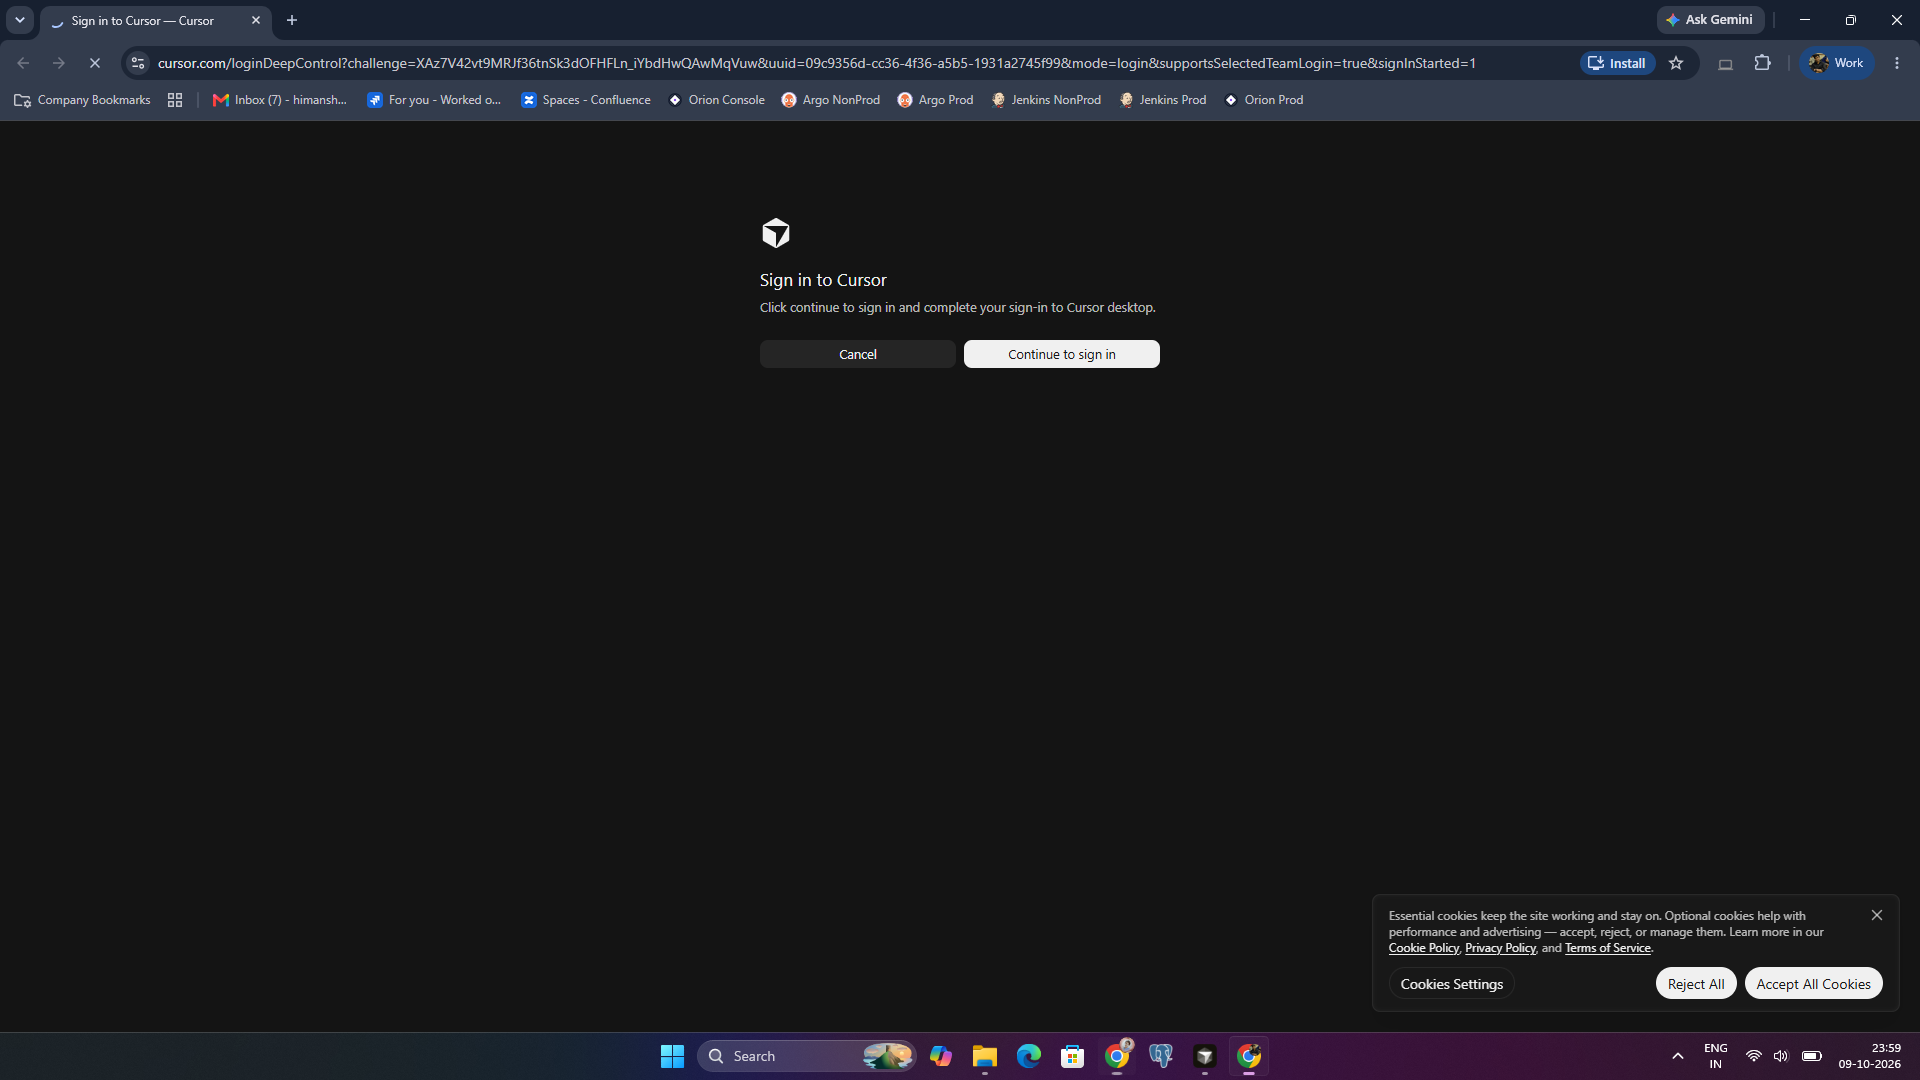 Sign in to Cursor — Cursor
Ask Gemini
cursor.com/loginDeepControl?challenge=XAz7V42vt9MRJf36tnSk3dOFHFLn_iYbdHwQAwMqVuw&uuid=09c9356d-cc36-4f36-a5b5-1931a2745f99&mode=login&supportsSelectedTeamLogin=true&signInStarted=1
Install
Work
Company Bookmarks
Inbox (7) - himansh...
For you - Worked o...
Spaces - Confluence
Orion Console
Argo NonProd
Argo Prod
Jenkins NonProd
Jenkins Prod
Orion Prod
Sign in to Cursor
Click continue to sign in and complete your sign-in to Cursor desktop.
Cancel
Continue to sign in
Essential cookies keep the site working and stay on. Optional cookies help with
performance and advertising — accept, reject, or manage them. Learn more in our
Cookie Policy, Privacy Policy, and Terms of Service.
Cookies Settings
Reject All
Accept All Cookies
Search
ENG
IN
23:59
09-10-2026